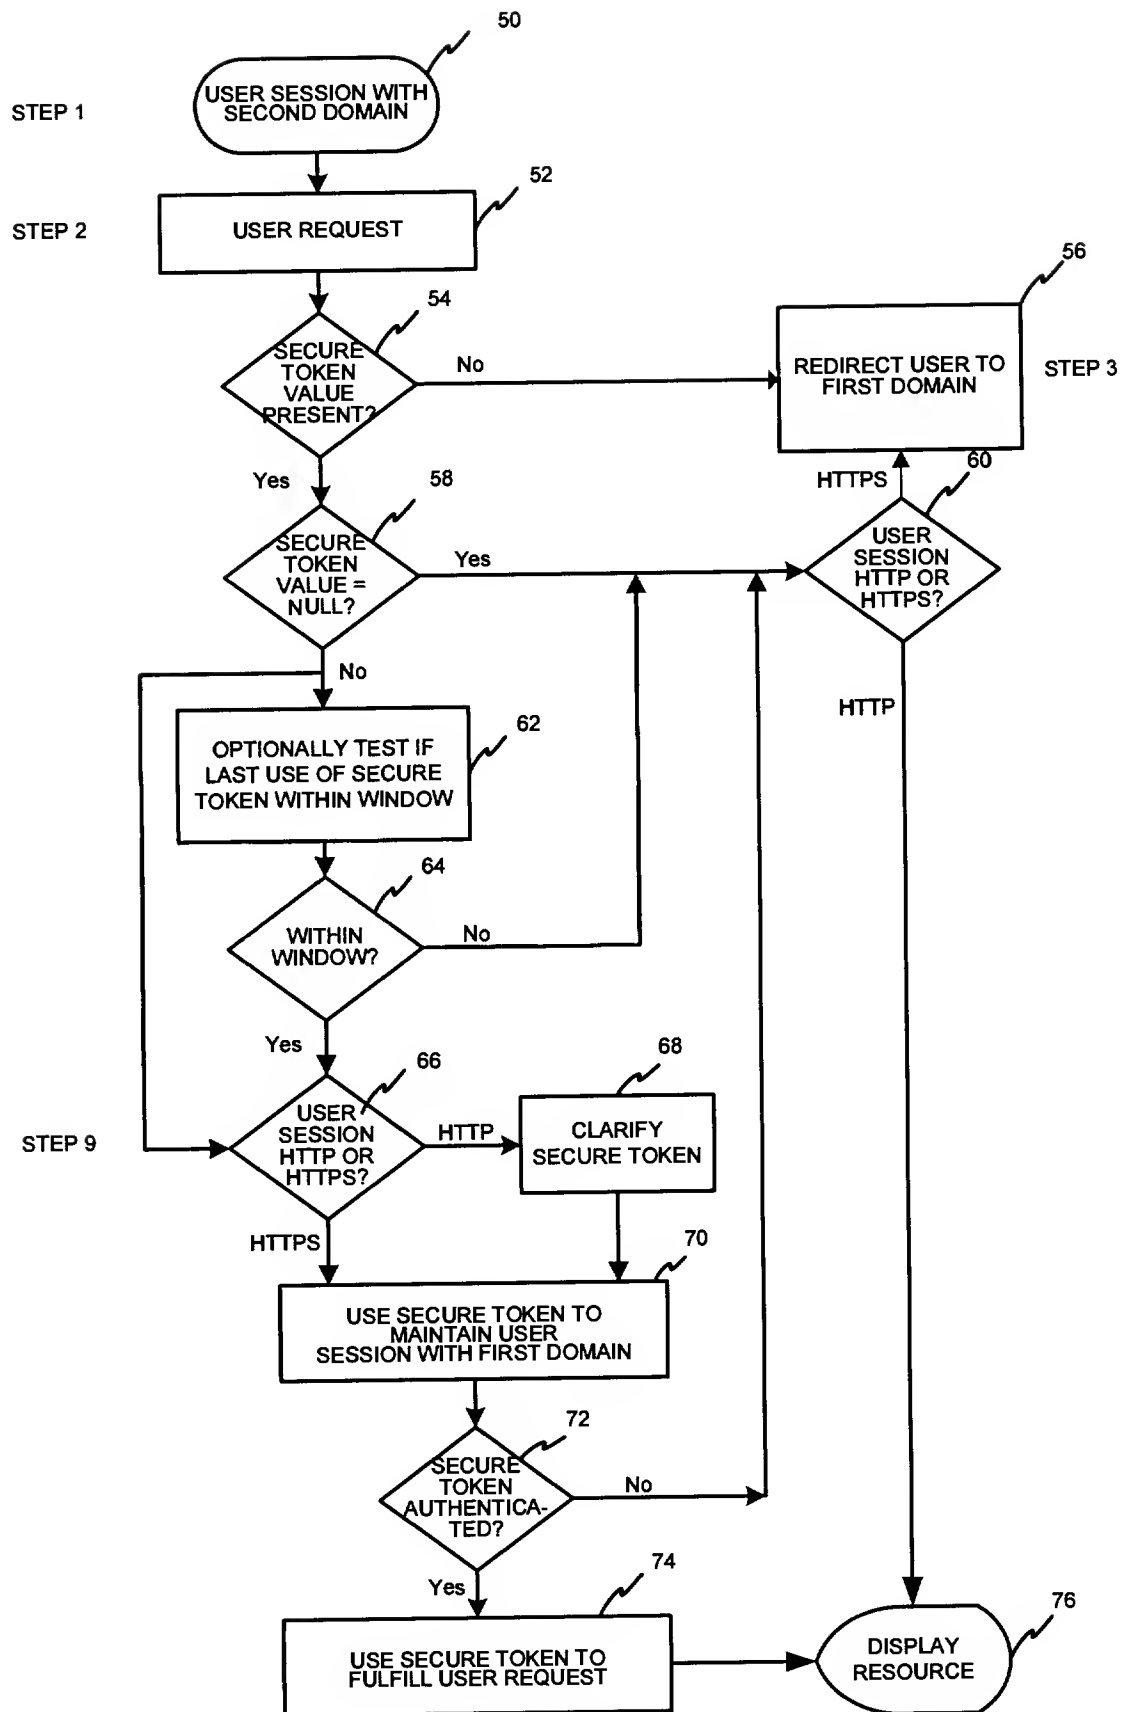 50
STEP 1
USER SESSION WITH
SECOND DOMAIN
52
STEP 2
USER REQUEST
54
SECURE
TOKEN
VALUE
PRESENT?
No
56
REDIRECT USER TO
FIRST DOMAIN
STEP 3
Yes
58
SECURE
TOKEN
VALUE =
NULL?
Yes
HTTPS
60
USER
SESSION
HTTP OR
HTTPS?
No
HTTP
62
OPTIONALLY TEST IF
LAST USE OF SECURE
TOKEN WITHIN WINDOW
64
WITHIN
WINDOW?
No
Yes
66
STEP 9
USER
SESSION
HTTP OR
HTTPS?
HTTP
68
CLARIFY
SECURE TOKEN
HTTPS
70
USE SECURE TOKEN TO
MAINTAIN USER
SESSION WITH FIRST DOMAIN
72
SECURE
TOKEN
AUTHENTICA-
TED?
No
Yes
74
USE SECURE TOKEN TO
FULFILL USER REQUEST
76
DISPLAY
RESOURCE